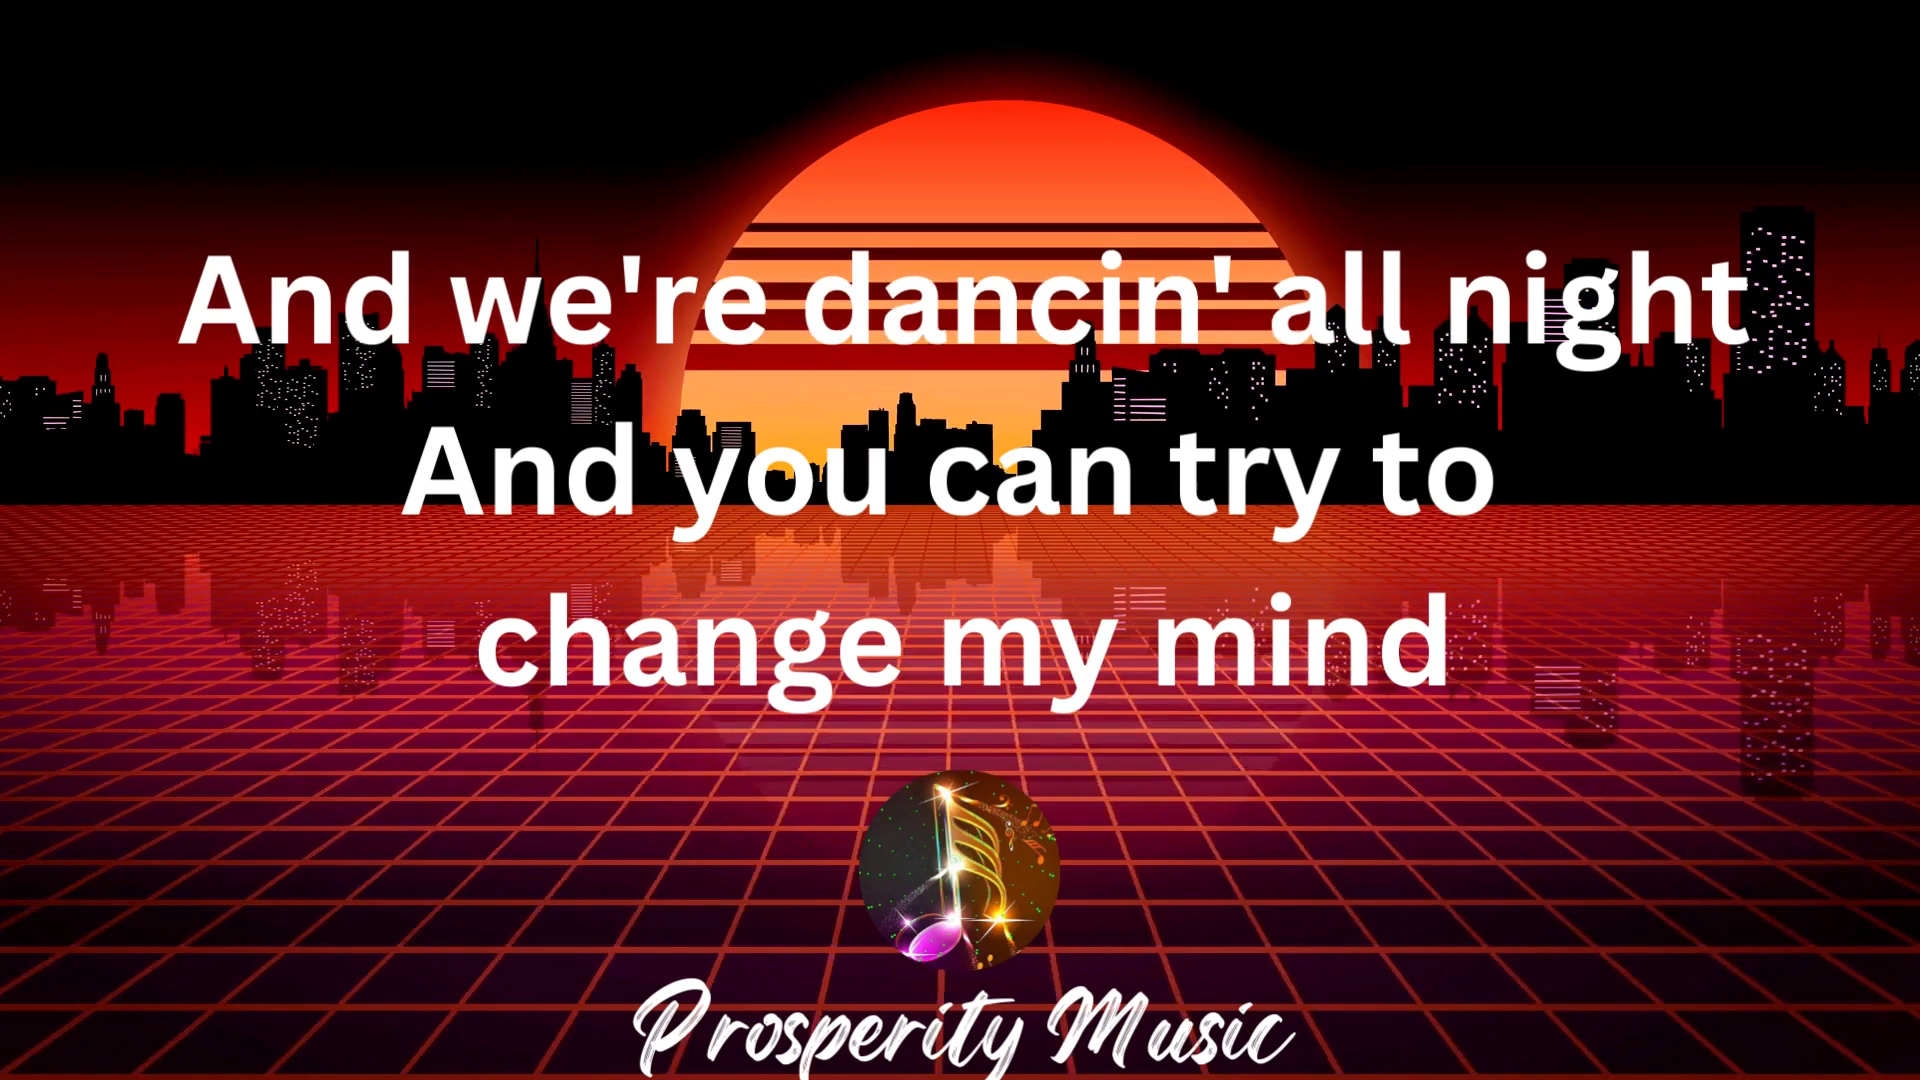 And we're dancin' all night
And you can try to
change my mind
Prosperity Music